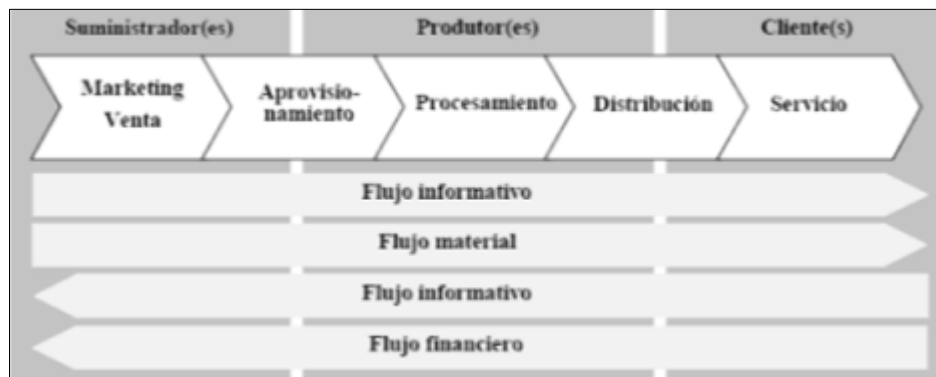 Suministrador(es) Produtor(es) Cliente(s)
Marketing
Venta
Aprovisio-
namiento
Procesamiento
Distribución
Servicio
Flujo informativo
Flujo material
Flujo informativo
Flujo financiero